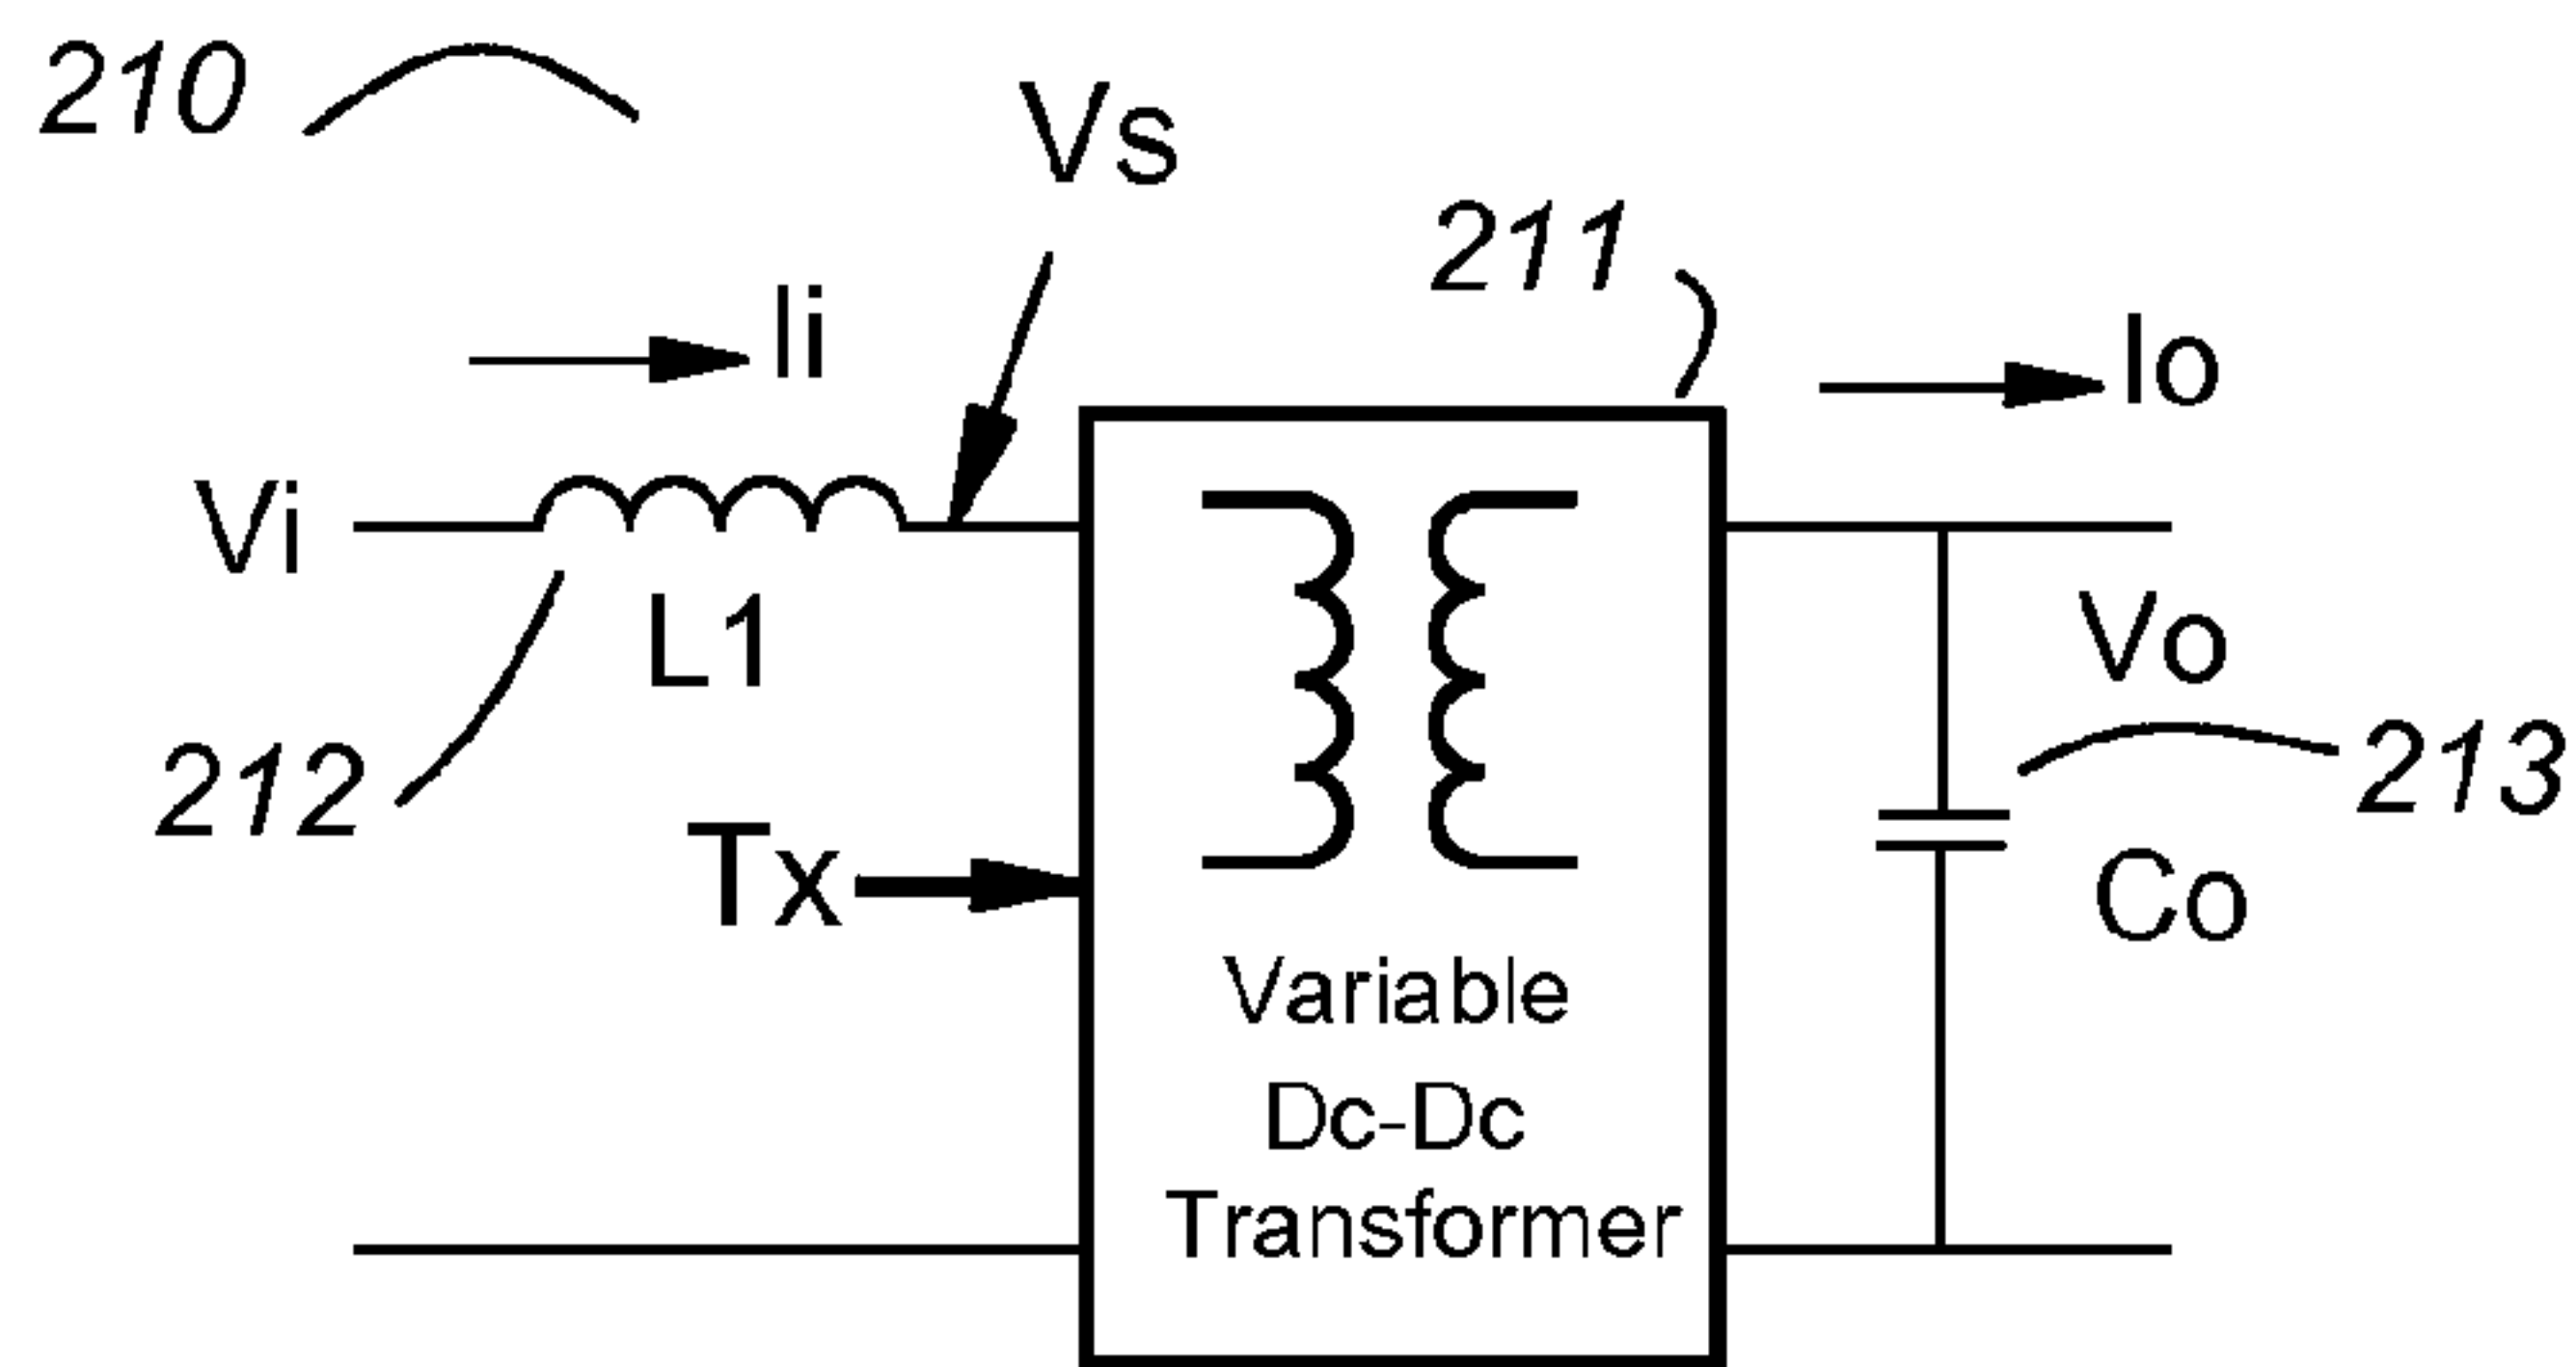 210
Vs
211
Ii
Io
Vi
L1
Vo
212
213
Tx
Co
Variable
Dc-Dc
Transformer